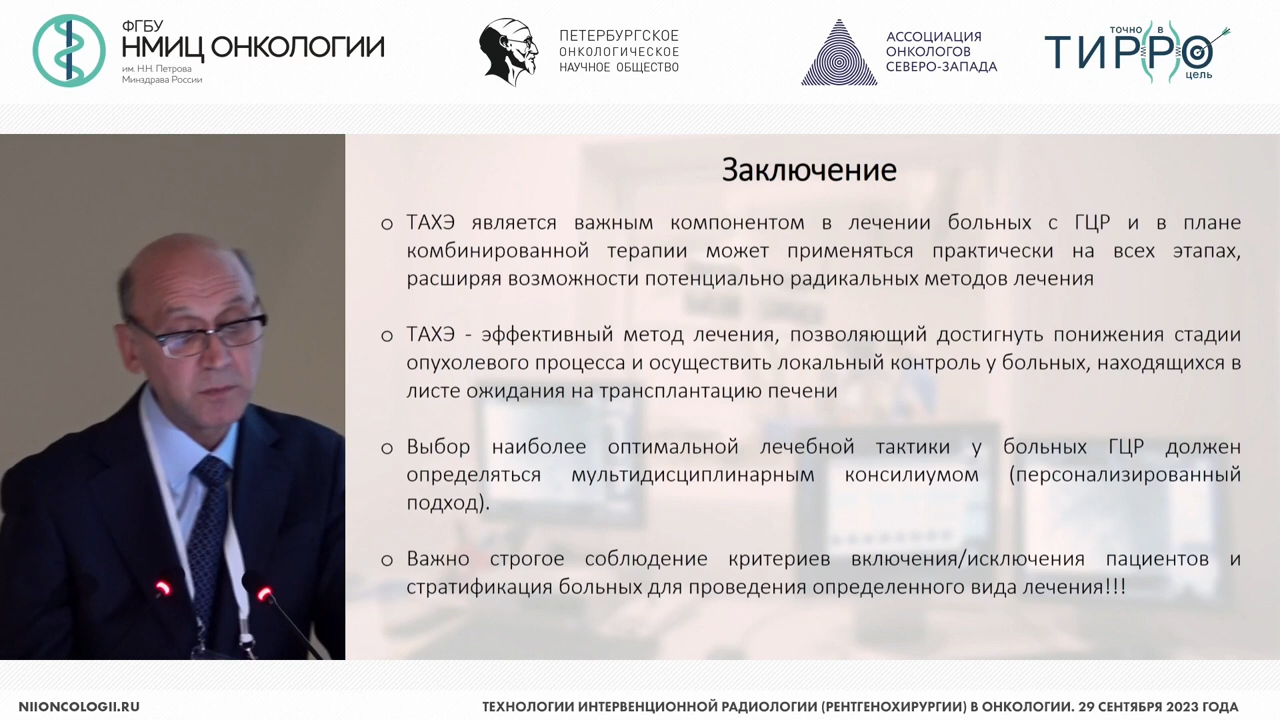 ФГБУ
НМИЦ ОНКОЛОГИИ
им. Н.Н. Петрова
Минздрава России
ПЕТЕРБУРГСКОЕ
ОНКОЛОГИЧЕСКОЕ
НАУЧНОЕ ОБЩЕСТВО
АССОЦИАЦИЯ
ОНКОЛОГОВ
СЕВЕРО-ЗАПАДА
ТОЧНО В
ТИРРО
цель
Заключение
o ТАХЭ является важным компонентом в лечении больных с ГЦР и в плане
комбинированной терапии может применяться практически на всех этапах,
расширяя возможности потенциально радикальных методов лечения
o ТАХЭ - эффективный метод лечения, позволяющий достигнуть понижения стадии
опухолевого процесса и осуществить локальный контроль у больных, находящихся в
листе ожидания на трансплантацию печени
o Выбор наиболее оптимальной лечебной тактики у больных ГЦР должен
определяться мультидисциплинарным консилиумом (персонализированный
подход).
o Важно строгое соблюдение критериев включения/исключения пациентов и
стратификация больных для проведения определенного вида лечения!!!
NIIONCOLOGII.RU
ТЕХНОЛОГИИ ИНТЕРВЕНЦИОННОЙ РАДИОЛОГИИ (РЕНТГЕНОХИРУРГИИ) В ОНКОЛОГИИ. 29 СЕНТЯБРЯ 2023 ГОДА